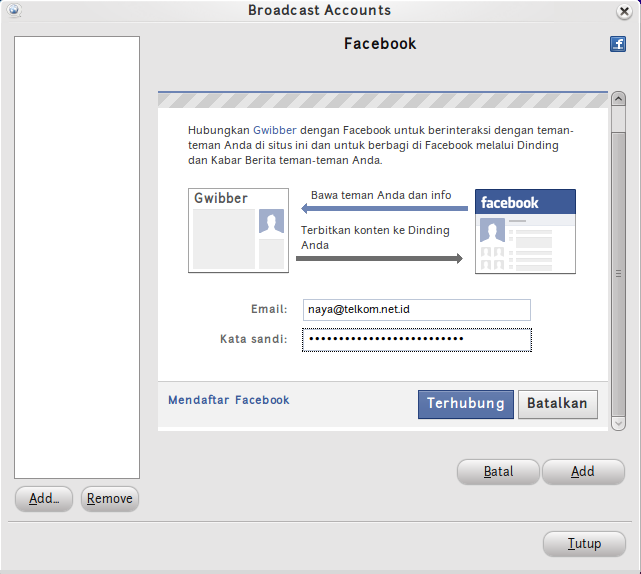 Broadcast Accounts
Facebook
Hubungkan Gwibber dengan Facebook untuk berinteraksi dengan teman-
teman Anda di situs ini dan untuk berbagi di Facebook melalui Dinding
dan Kabar Berita teman-teman Anda.
Gwibber
Bawa teman Anda dan info
facebook
Terbitkan konten ke Dinding
Anda
Email: naya@telkom.net.id
Kata sandi: ••••••••••••••••••••••••••
Mendaftar Facebook Terhubung Batalkan
Batal Add
Add... Remove
Tutup